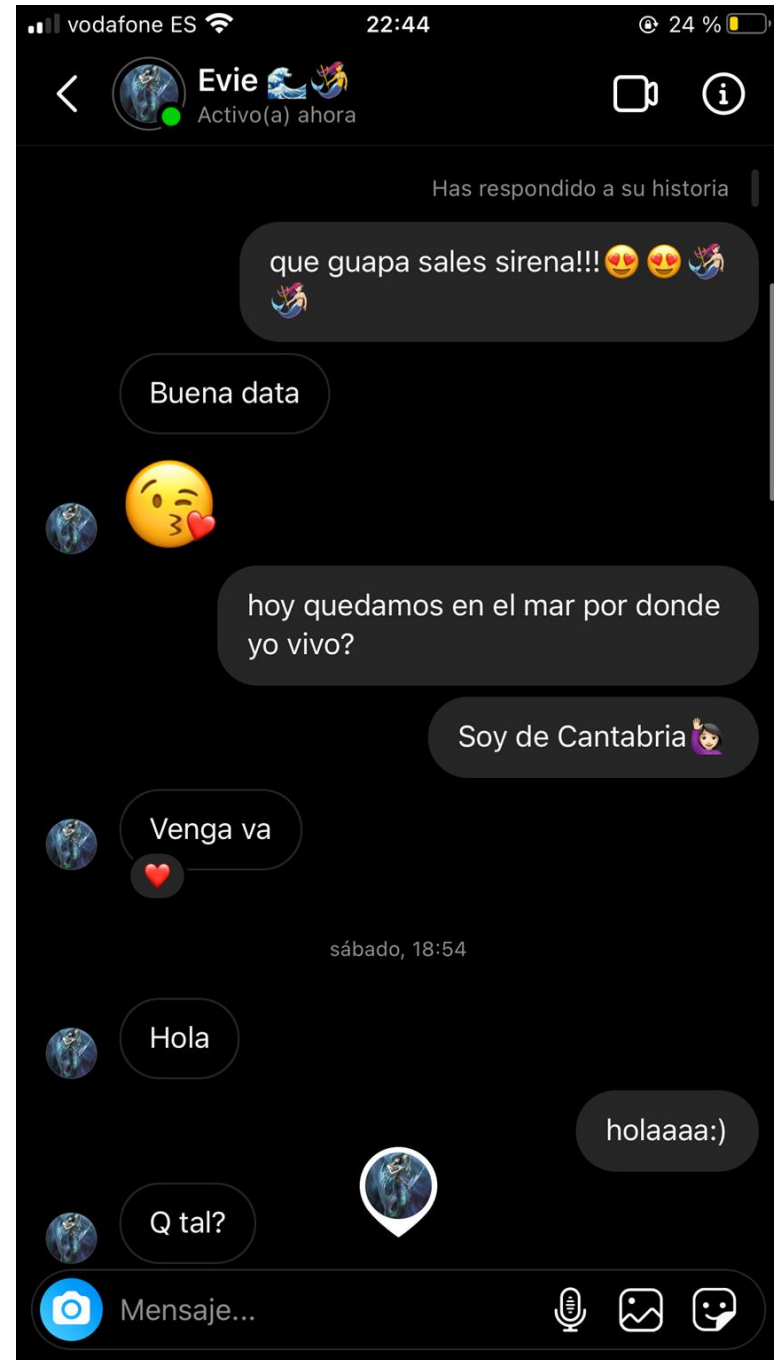 vodafone ES 22:44 24 %
Evie 🌊🧜🏻‍♀️
Activo(a) ahora
Has respondido a su historia
que guapa sales sirena!!!😍😍🧜🏻‍♀️
🧜🏻‍♀️
Buena data
😘
hoy quedamos en el mar por donde
yo vivo?
Soy de Cantabria🙋🏻‍♀️
Venga va
❤️
sábado, 18:54
Hola
holaaaa:)
Q tal?
Mensaje...